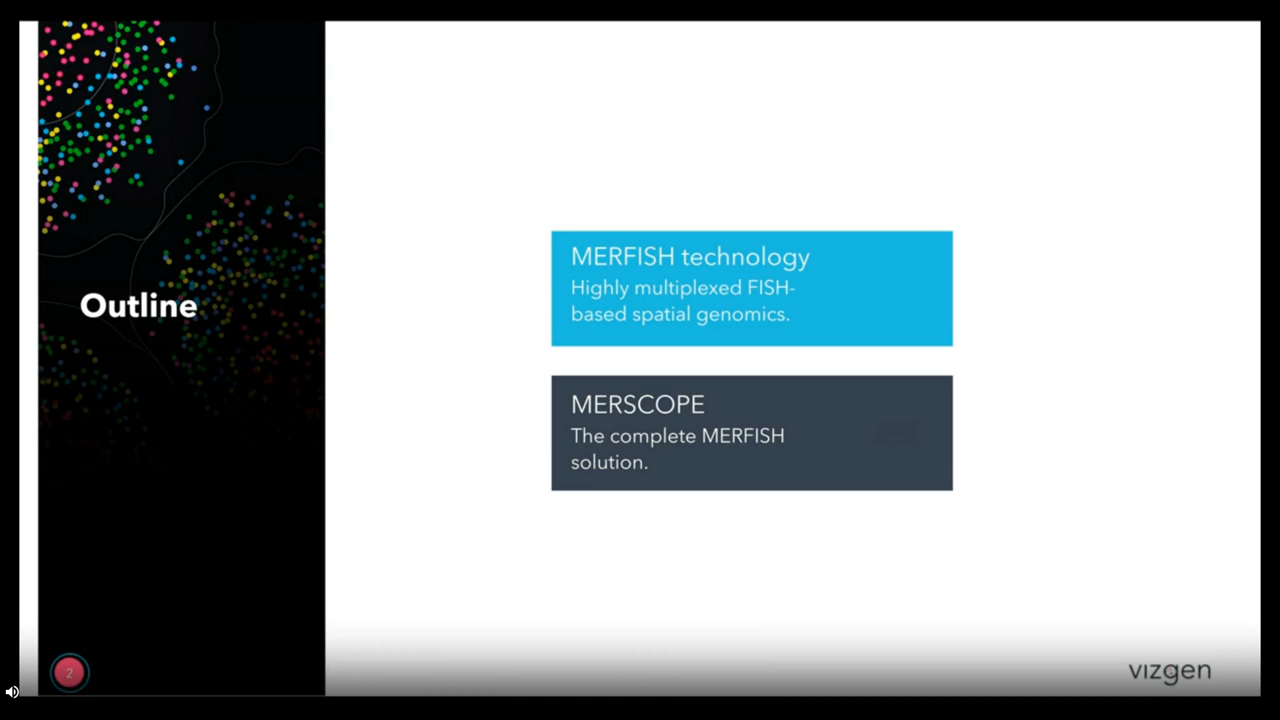 Outline
MERFISH technology
Highly multiplexed FISH-
based spatial genomics.
MERSCOPE
The complete MERFISH
solution.
2
vizgen